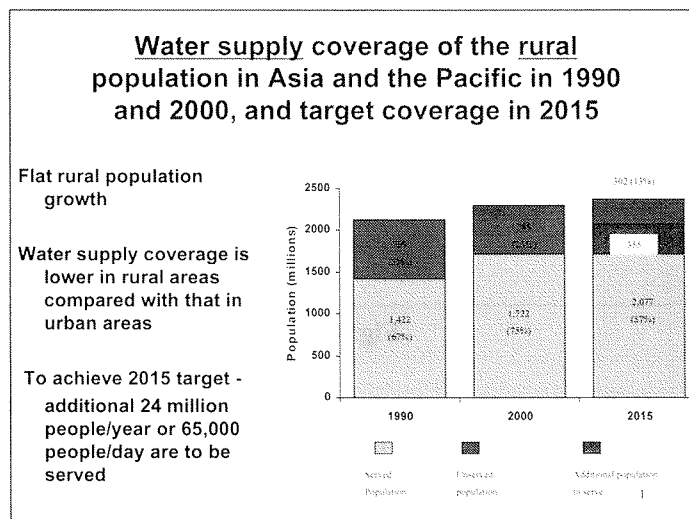 Water supply coverage of the rural
population in Asia and the Pacific in 1990
and 2000, and target coverage in 2015
Flat rural population
growth
Water supply coverage is
lower in rural areas
compared with that in
urban areas
To achieve 2015 target -
additional 24 million
people/year or 65,000
people/day are to be
served
302 (13%)
Population (millions)
2500
2000
1500
1000
500
0
1,422
(67%)
1,722
(75%)
355
2,077
(87%)
1990
2000
2015
Served
Population
Unserved
population
Additional population
to serve
1